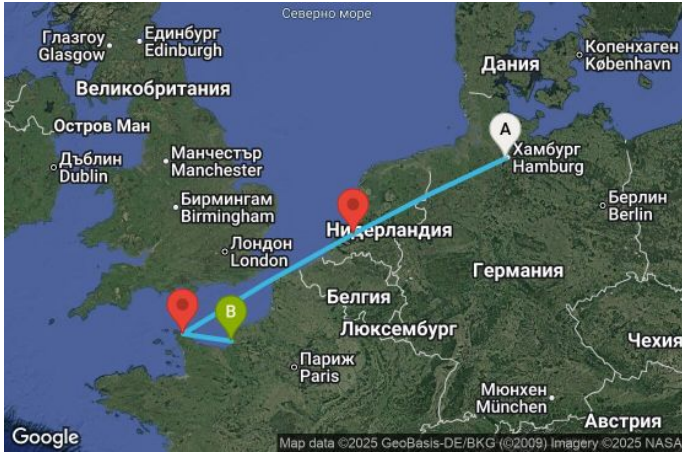 Северно море
Глазгоу
Glasgow
Единбург
Edinburgh
Копенхаген
København
Дания
Великобритания
Остров Ман
A
Хамбург
Hamburg
Дъблин
Dublin
Манчестър
Manchester
Бирмингам
Birmingham
Берлин
Berlin
Нидерландия
Лондон
London
Германия
Белгия
B
Люксембург
Чехия
Париж
Paris
Мюнхен
München
Австрия
Google
Map data ©2025 GeoBasis-DE/BKG (©2009) Imagery ©2025 NASA